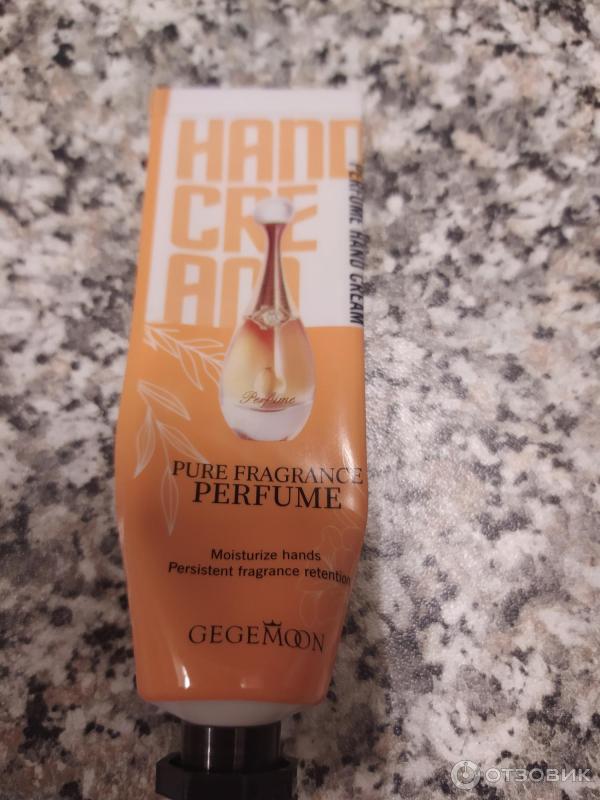 HAND
CRE
AM
PERFUME HAND CREAM
Perfume
PURE FRAGRANCE
PERFUME
Moisturize hands
Persistent fragrance retention
GEGEMOON
ОТЗОВИК